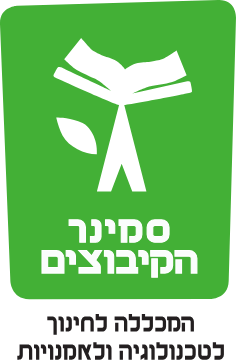 סמינר
הקיבוצים
המכללה לחינוך
לטכנולוגיה ולאמנויות